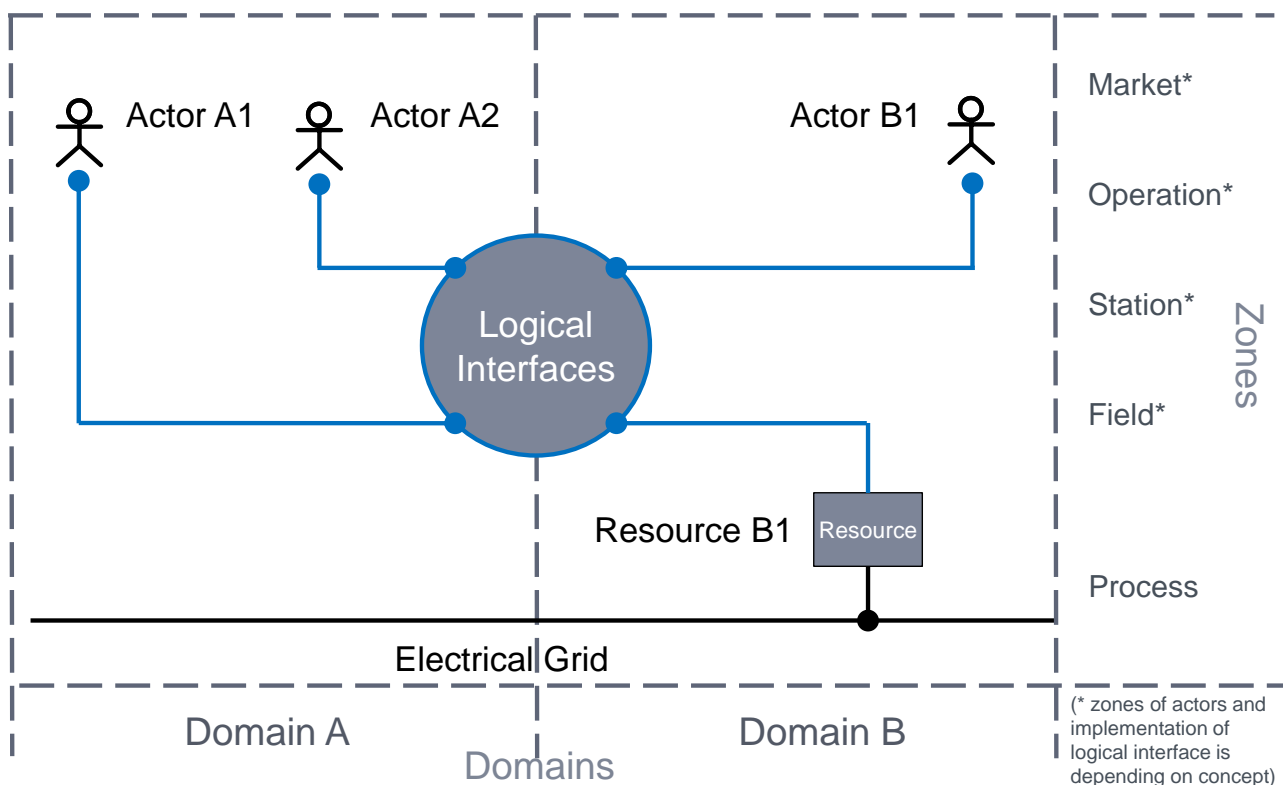 Actor A1
Actor A2
Actor B1
Market*
Operation*
Logical
Interfaces
Station*
Zones
Field*
Resource B1
Resource
Process
Electrical Grid
Domain A
Domain B
Domains
(* zones of actors and
implementation of
logical interface is
depending on concept)